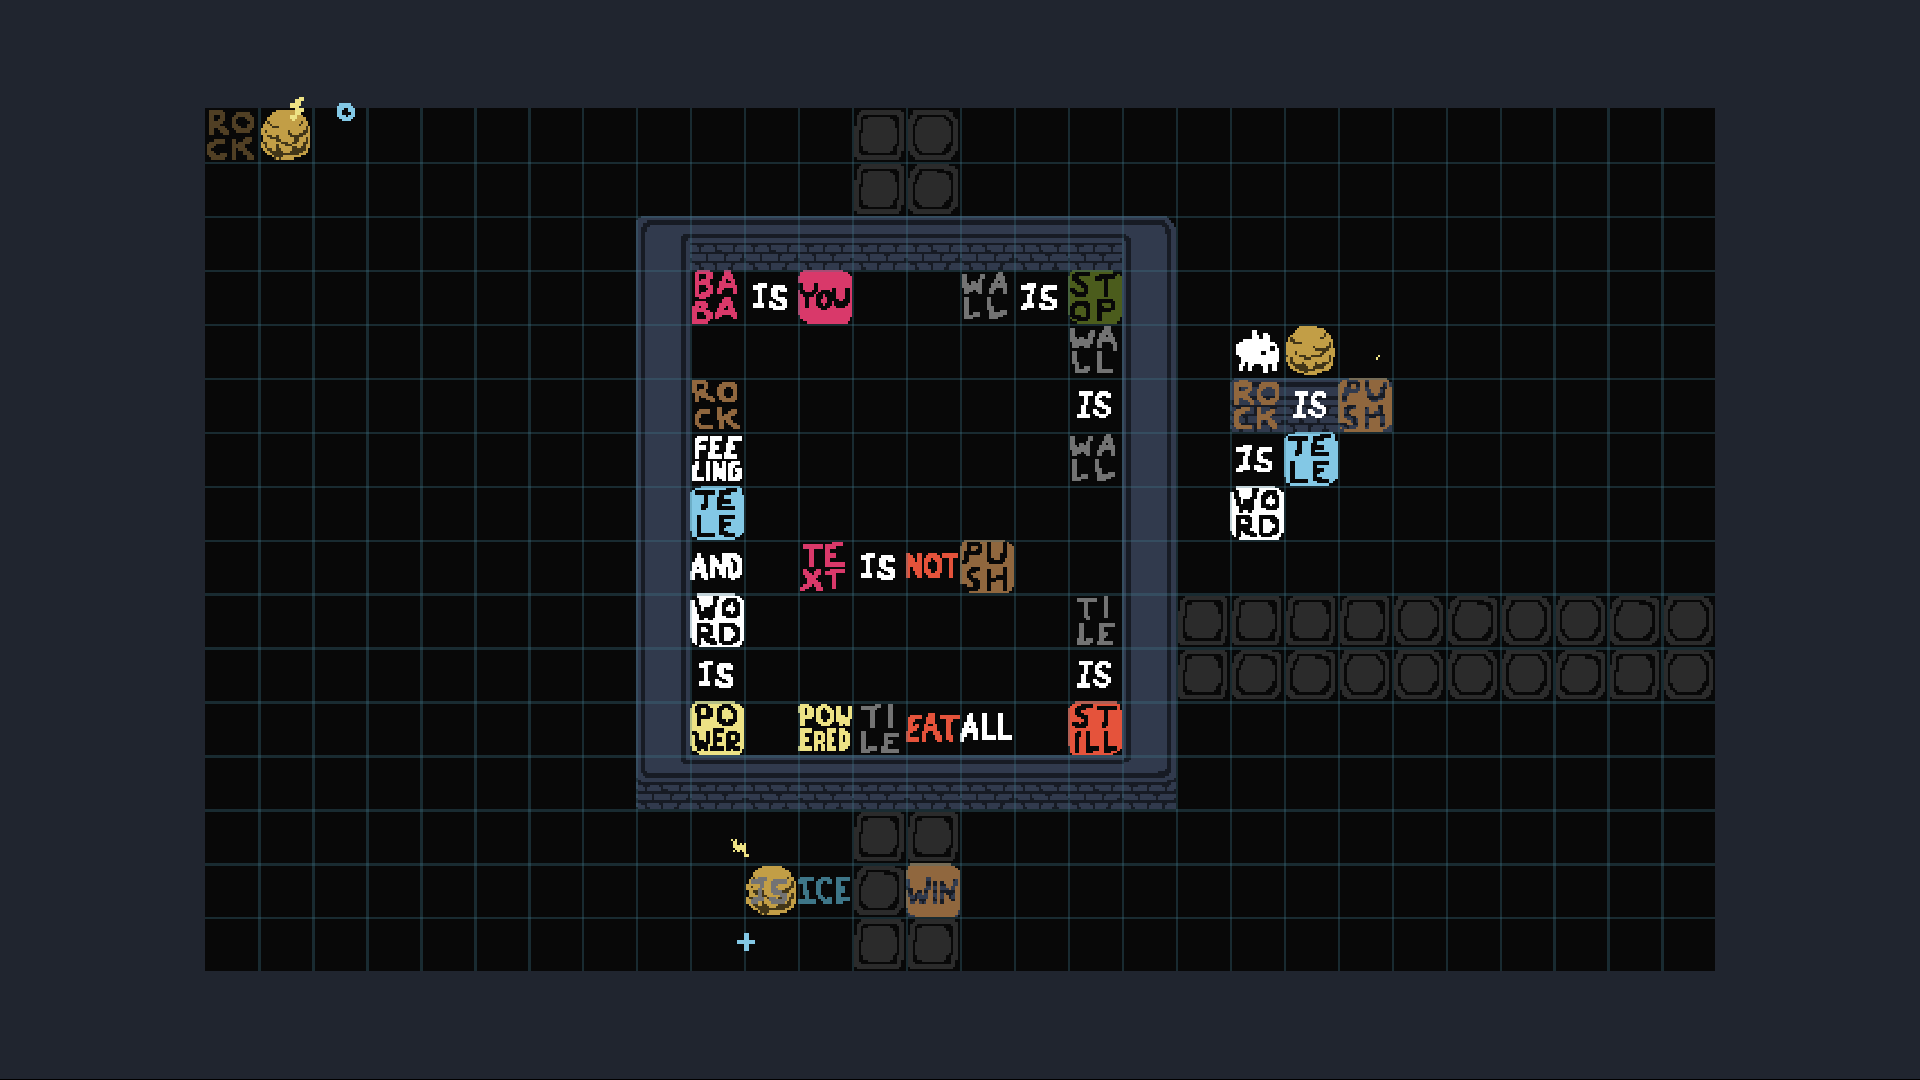 ROCK
BABA IS YOU WALL IS STOP
WALL
ROCK IS ROCK IS PUSH
FEELING WALL IS TELE
TELE WORD
AND TEXT IS NOT PUSH
WORD TILE
IS IS
POWER POWERED TILE EAT ALL STILL
IS ICE WIN